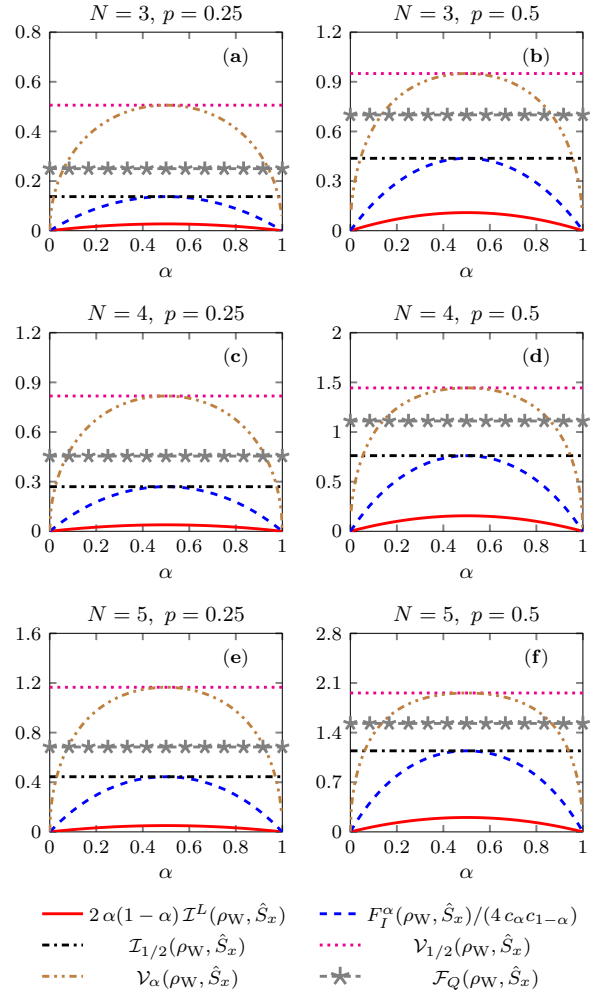 N = 3, p = 0.25
N = 3, p = 0.5
(a)
0.8
0.6
0.4
0.2
0
0 0.2 0.4 0.6 0.8 1
α
(b)
1.2
0.9
0.6
0.3
0
0 0.2 0.4 0.6 0.8 1
α
N = 4, p = 0.25
N = 4, p = 0.5
(c)
1.2
0.9
0.6
0.3
0
0 0.2 0.4 0.6 0.8 1
α
(d)
2
1.5
1
0.5
0
0 0.2 0.4 0.6 0.8 1
α
N = 5, p = 0.25
N = 5, p = 0.5
(e)
1.6
1.2
0.8
0.4
0
0 0.2 0.4 0.6 0.8 1
α
(f)
2.8
2.1
1.4
0.7
0
0 0.2 0.4 0.6 0.8 1
α
2 α(1 − α) 𝓘^L(ρ_W, Ŝ_x)
F_I^α(ρ_W, Ŝ_x)/(4 c_α c_{1−α})
𝓘_{1/2}(ρ_W, Ŝ_x)
𝓥_{1/2}(ρ_W, Ŝ_x)
𝓥_α(ρ_W, Ŝ_x)
𝓕_Q(ρ_W, Ŝ_x)